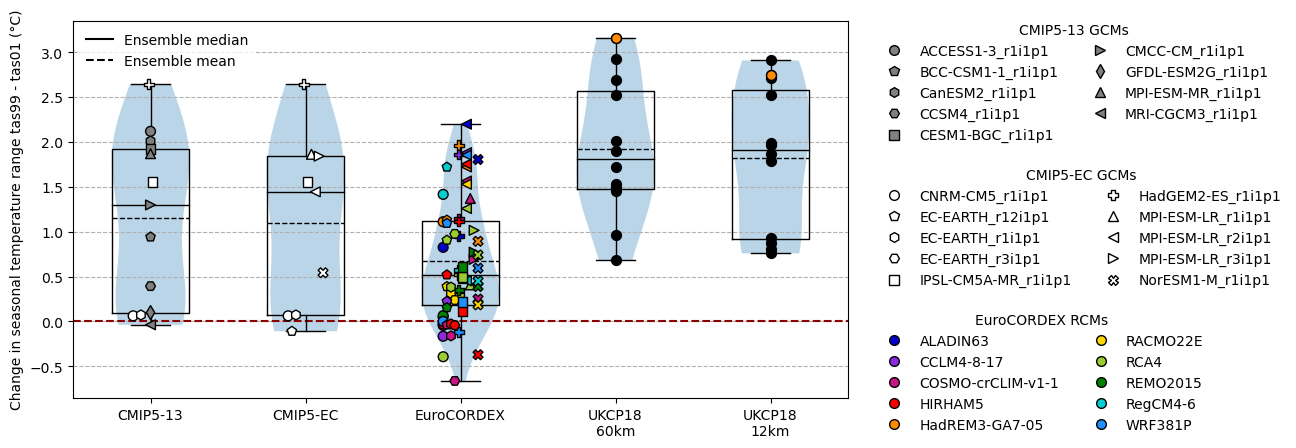 Change in seasonal temperature range tas99 - tas01 (°C)
Ensemble median
Ensemble mean
3.0
2.5
2.0
1.5
1.0
0.5
0.0
−0.5
CMIP5-13
CMIP5-EC
EuroCORDEX
UKCP18
60km
UKCP18
12km
CMIP5-13 GCMs
ACCESS1-3_r1i1p1
BCC-CSM1-1_r1i1p1
CanESM2_r1i1p1
CCSM4_r1i1p1
CESM1-BGC_r1i1p1
CMCC-CM_r1i1p1
GFDL-ESM2G_r1i1p1
MPI-ESM-MR_r1i1p1
MRI-CGCM3_r1i1p1
CMIP5-EC GCMs
CNRM-CM5_r1i1p1
EC-EARTH_r12i1p1
EC-EARTH_r1i1p1
EC-EARTH_r3i1p1
IPSL-CM5A-MR_r1i1p1
HadGEM2-ES_r1i1p1
MPI-ESM-LR_r1i1p1
MPI-ESM-LR_r2i1p1
MPI-ESM-LR_r3i1p1
NorESM1-M_r1i1p1
EuroCORDEX RCMs
ALADIN63
CCLM4-8-17
COSMO-crCLIM-v1-1
HIRHAM5
HadREM3-GA7-05
RACMO22E
RCA4
REMO2015
RegCM4-6
WRF381P